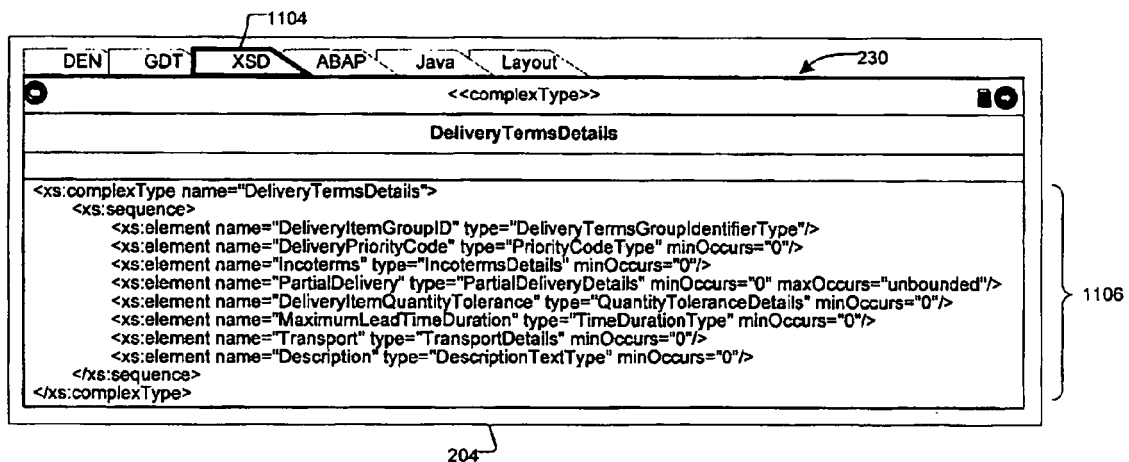 1104
DEN GDT XSD ABAP Java Layout 230
<<complexType>>
DeliveryTermsDetails
<xs:complexType name="DeliveryTermsDetails">
<xs:sequence>
<xs:element name="DeliveryItemGroupID" type="DeliveryTermsGroupIdentifierType"/>
<xs:element name="DeliveryPriorityCode" type="PriorityCodeType" minOccurs="0"/>
<xs:element name="Incoterms" type="IncotermsDetails" minOccurs="0"/>
<xs:element name="PartialDelivery" type="PartialDeliveryDetails" minOccurs="0" maxOccurs="unbounded"/>
<xs:element name="DeliveryItemQuantityTolerance" type="QuantityToleranceDetails" minOccurs="0"/>
<xs:element name="MaximumLeadTimeDuration" type="TimeDurationType" minOccurs="0"/>
<xs:element name="Transport" type="TransportDetails" minOccurs="0"/>
<xs:element name="Description" type="DescriptionTextType" minOccurs="0"/>
</xs:sequence>
</xs:complexType>
1106
204